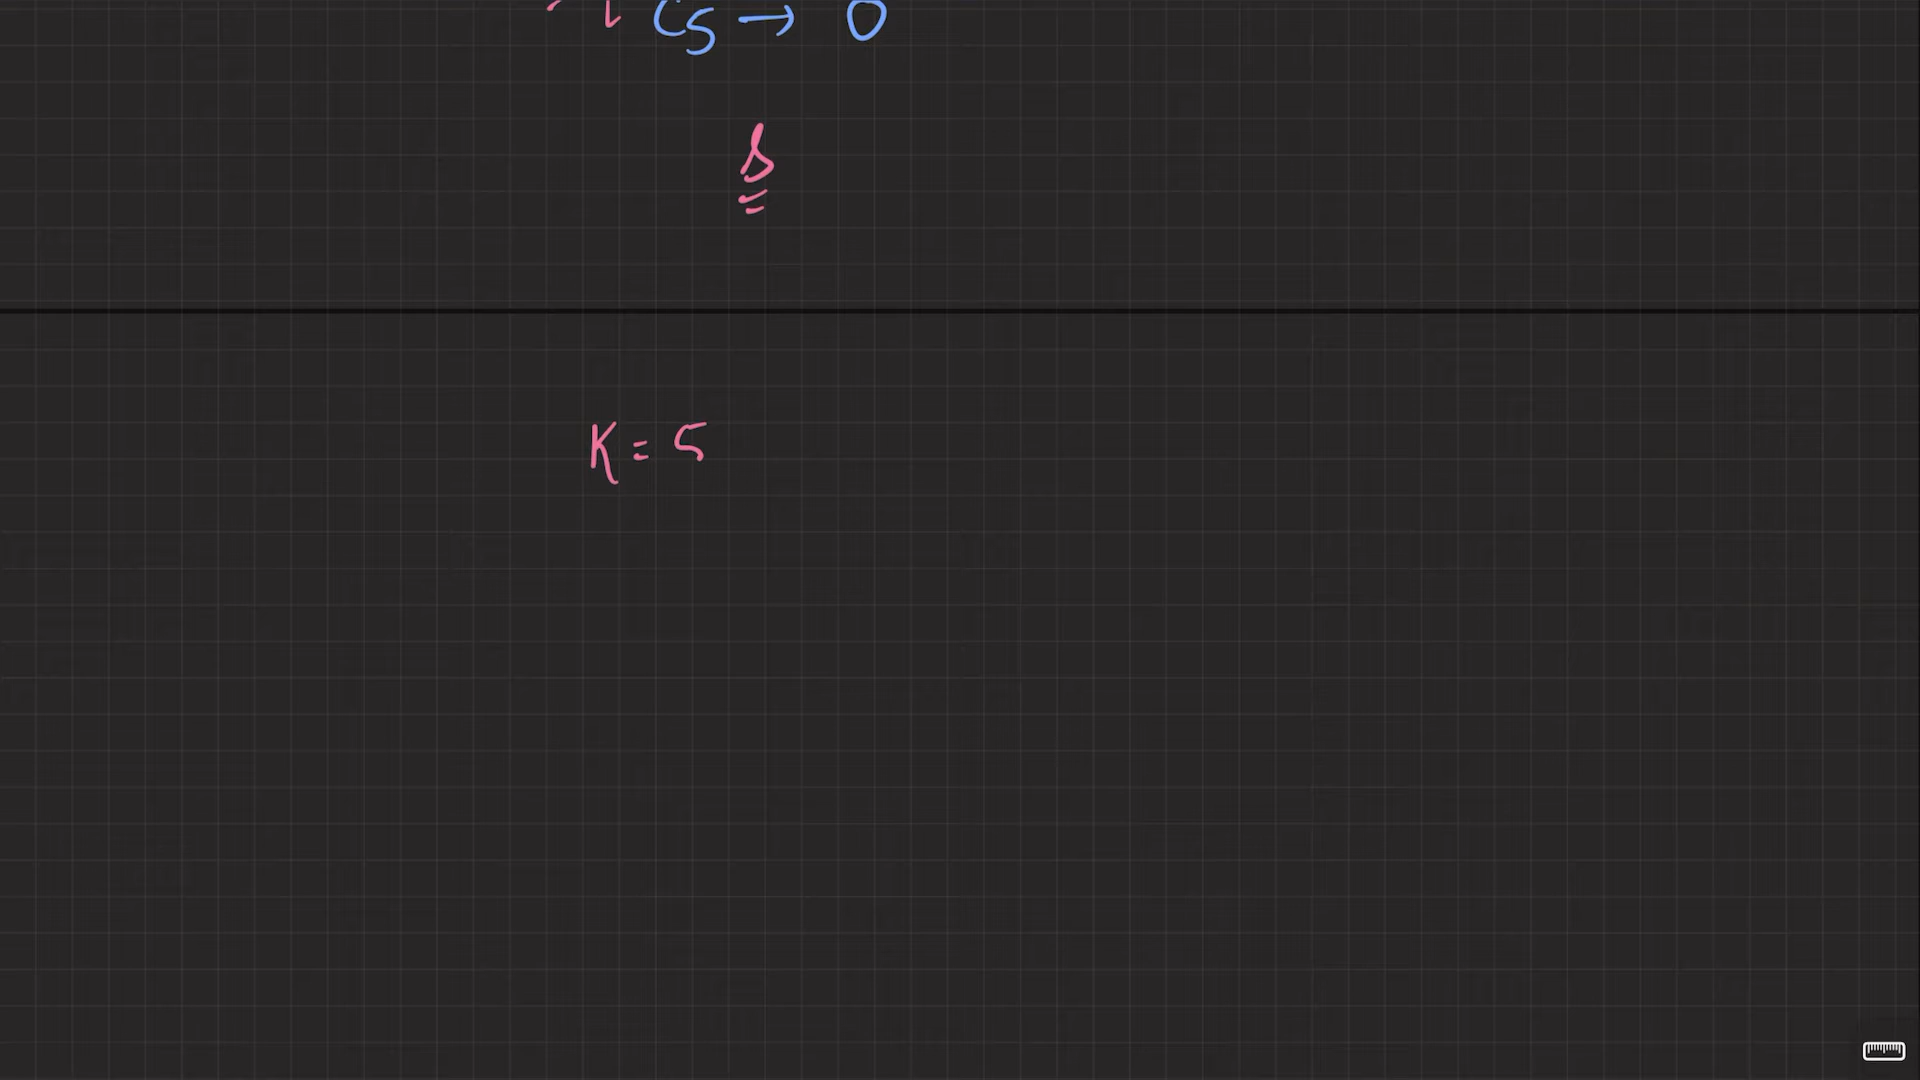 C5 → 0
s
K = 5